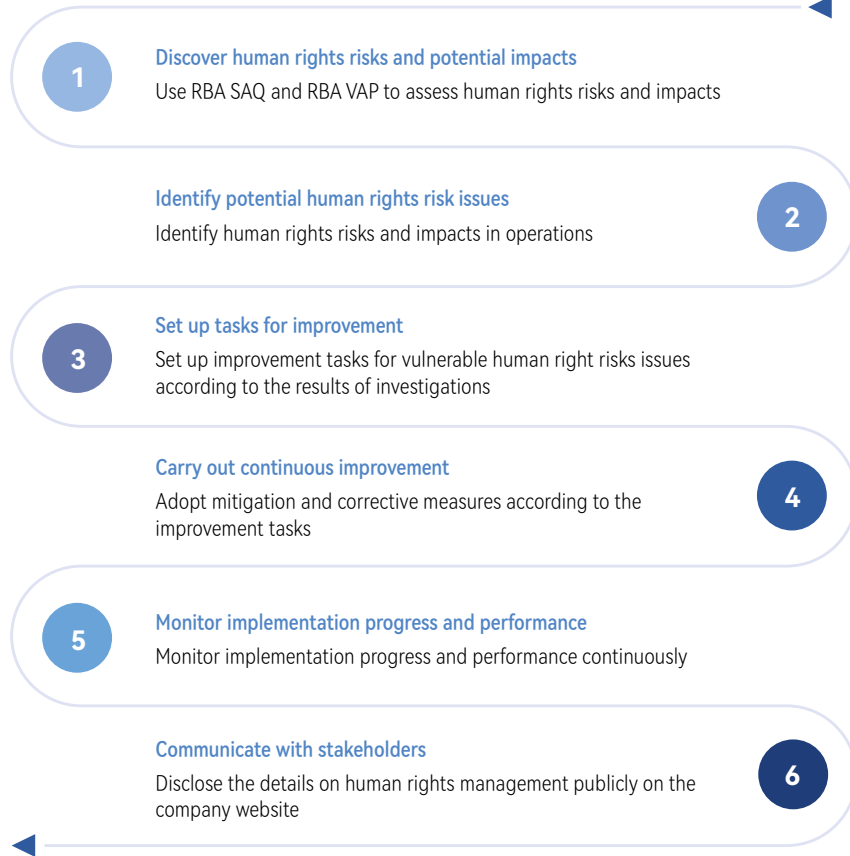 1
Discover human rights risks and potential impacts
Use RBA SAQ and RBA VAP to assess human rights risks and impacts
Identify potential human rights risk issues
Identify human rights risks and impacts in operations
2
3
Set up tasks for improvement
Set up improvement tasks for vulnerable human right risks issues
according to the results of investigations
Carry out continuous improvement
Adopt mitigation and corrective measures according to the
improvement tasks
4
5
Monitor implementation progress and performance
Monitor implementation progress and performance continuously
Communicate with stakeholders
Disclose the details on human rights management publicly on the
company website
6